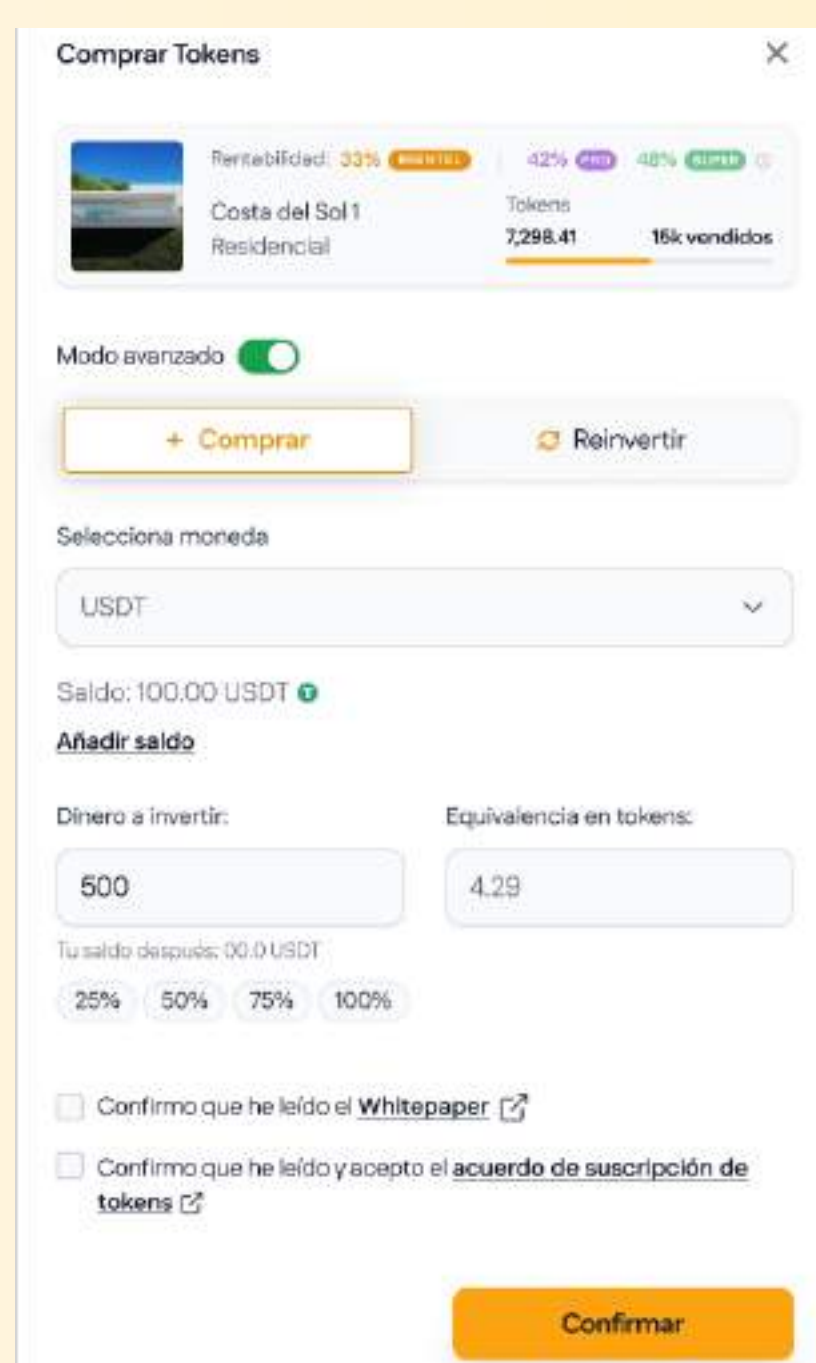 Comprar Tokens
Rentabilidad: 33% 42% PRO 48% SUPER
Costa del Sol 1
Residencial
Tokens
7,298.41 15k vendidos
Modo avanzado
+ Comprar
Reinvertir
Selecciona moneda
USDT
Saldo: 100.00 USDT
Añadir saldo
Dinero a invertir:
Equivalencia en tokens:
500
4.29
Tu saldo después: 00.0 USDT
25% 50% 75% 100%
Confirmo que he leído el Whitepaper
Confirmo que he leído y acepto el acuerdo de suscripción de
tokens
Confirmar